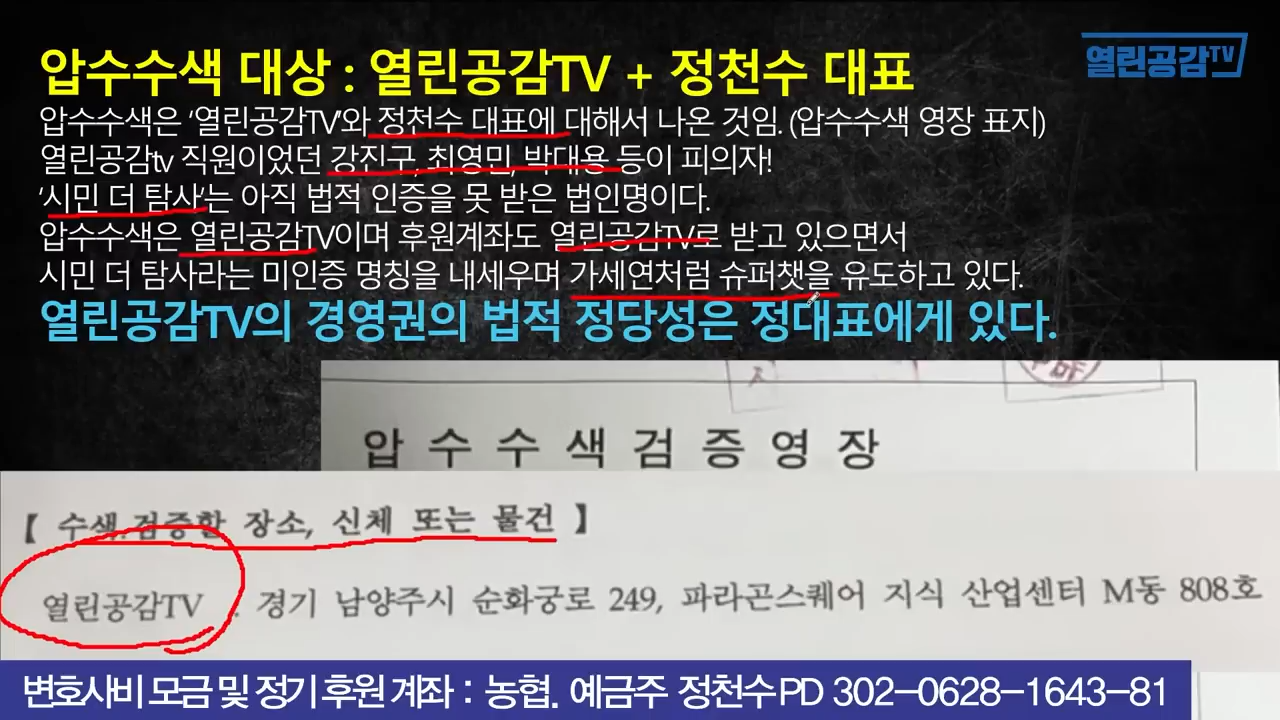 압수수색 대상 : 열린공감TV + 정천수 대표
열린공감TV
압수수색은 '열린공감TV'와 정천수 대표에 대해서 나온 것임. (압수수색 영장 표지)
열린공감tv 직원이었던 강진구, 최영민, 박대용 등이 피의자!
'시민 더 탐사'는 아직 법적 인증을 못 받은 법인명이다.
압수수색은 열린공감TV이며 후원계좌도 열린공감TV로 받고 있으면서
시민 더 탐사라는 미인증 명칭을 내세우며 가세연처럼 슈퍼챗을 유도하고 있다.
열린공감TV의 경영권의 법적 정당성은 정대표에게 있다.
압수수색검증영장
【 수색.검증할 장소, 신체 또는 물건 】
열린공감TV : 경기 남양주시 순화궁로 249, 파라곤스퀘어 지식 산업센터 M동 808호
변호사비 모금 및 정기 후원 계좌 : 농협. 예금주 정천수PD 302-0628-1643-81